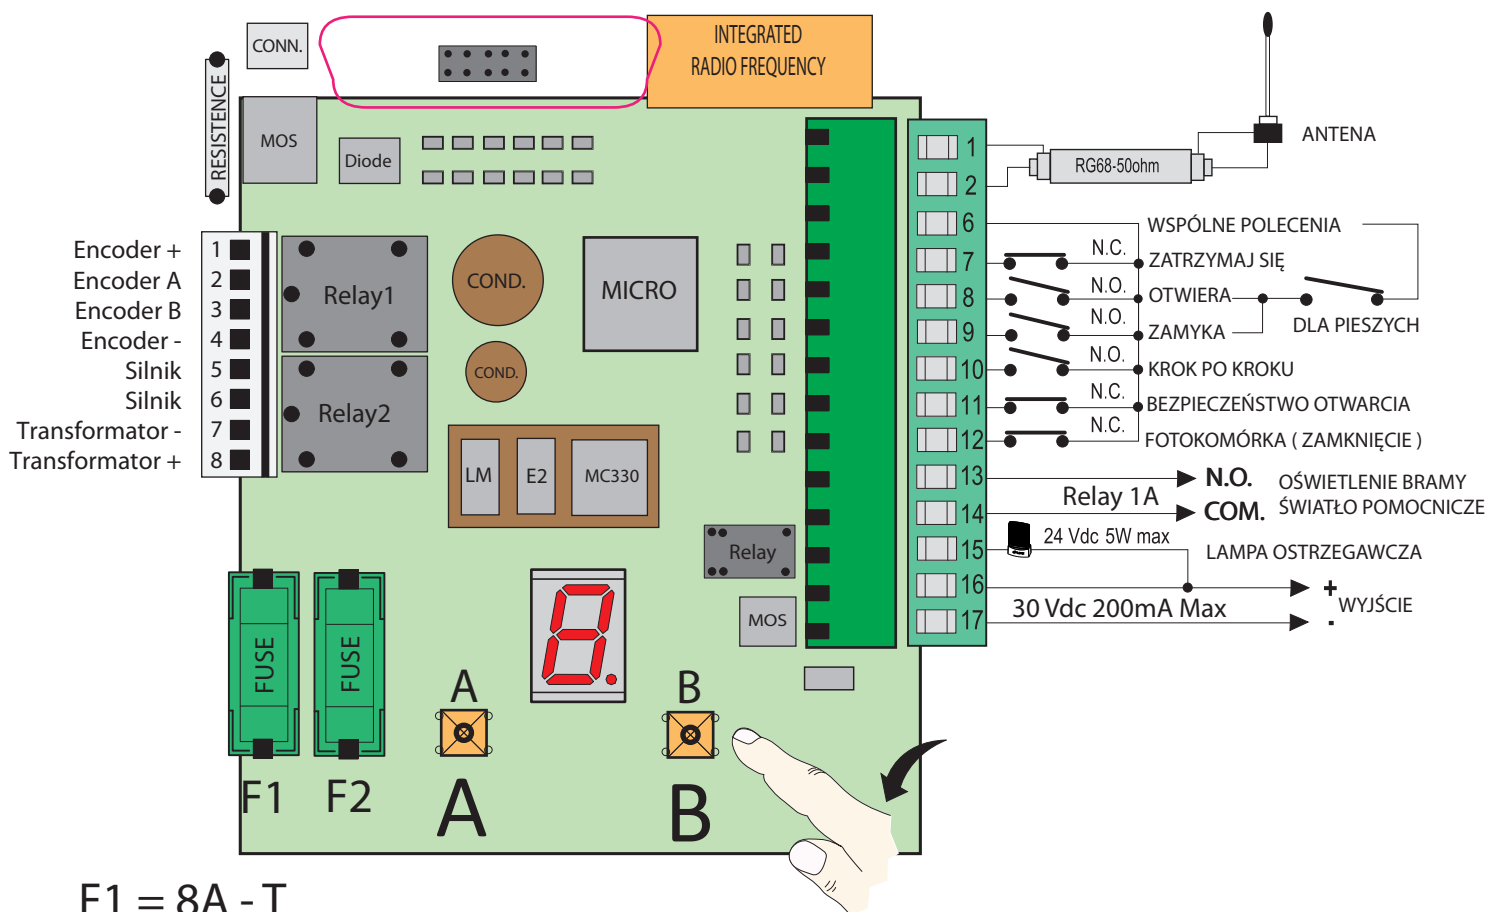 CONN.
INTEGRATED
RADIO FREQUENCY
RESISTENCE
MOS
Diode
ANTENA
RG68-50ohm
1
2
6
7
8
9
10
11
12
13
14
15
16
17
WSPÓLNE POLECENIA
N.C.
ZATRZYMAJ SIĘ
N.O.
OTWIERA
N.O.
ZAMYKA
DLA PIESZYCH
N.O.
KROK PO KROKU
N.C.
BEZPIECZEŃSTWO OTWARCIA
N.C.
FOTOKOMÓRKA ( ZAMKNIĘCIE )
N.O.
OŚWIETLENIE BRAMY
Relay 1A
COM.
ŚWIATŁO POMOCNICZE
24 Vdc 5W max
LAMPA OSTRZEGAWCZA
+
WYJŚCIE
30 Vdc 200mA Max
-
Encoder + 1
Encoder A 2
Encoder B 3
Encoder - 4
Silnik 5
Silnik 6
Transformator - 7
Transformator + 8
Relay1
Relay2
COND.
COND.
MICRO
LM
E2
MC330
Relay
MOS
8.
FUSE
FUSE
F1
F2
A
A
B
B
F1 = 8A - T